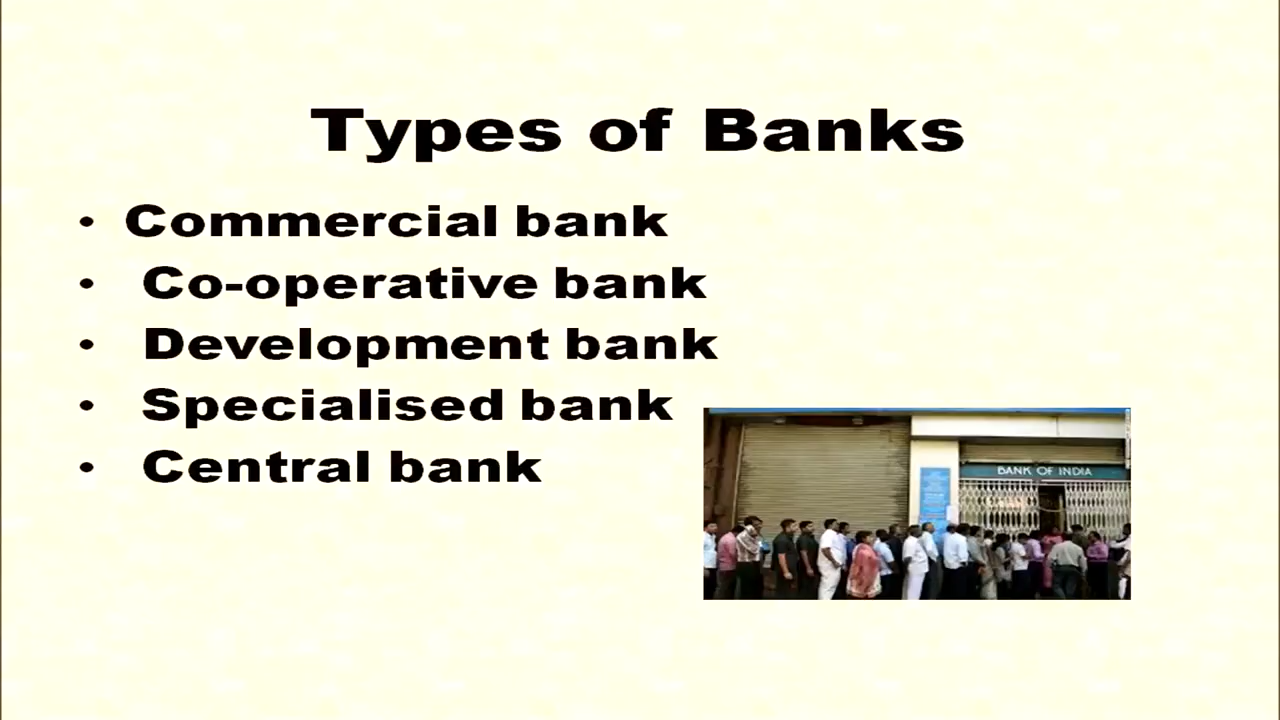 Types of Banks
• Commercial bank
• Co-operative bank
• Development bank
• Specialised bank
• Central bank
BANK OF INDIA